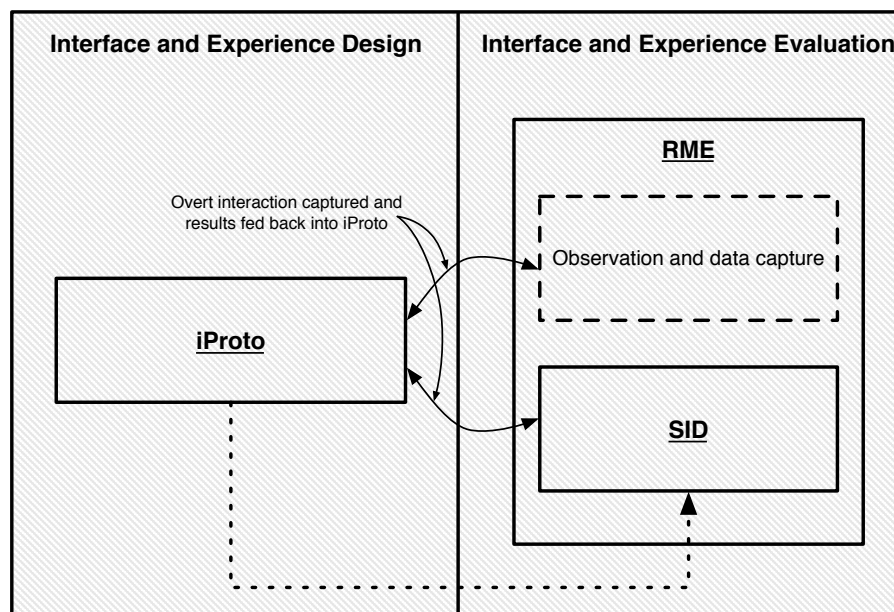 Interface and Experience Design
Interface and Experience Evaluation
RME
Overt interaction captured and
results fed back into iProto
Observation and data capture
iProto
SID